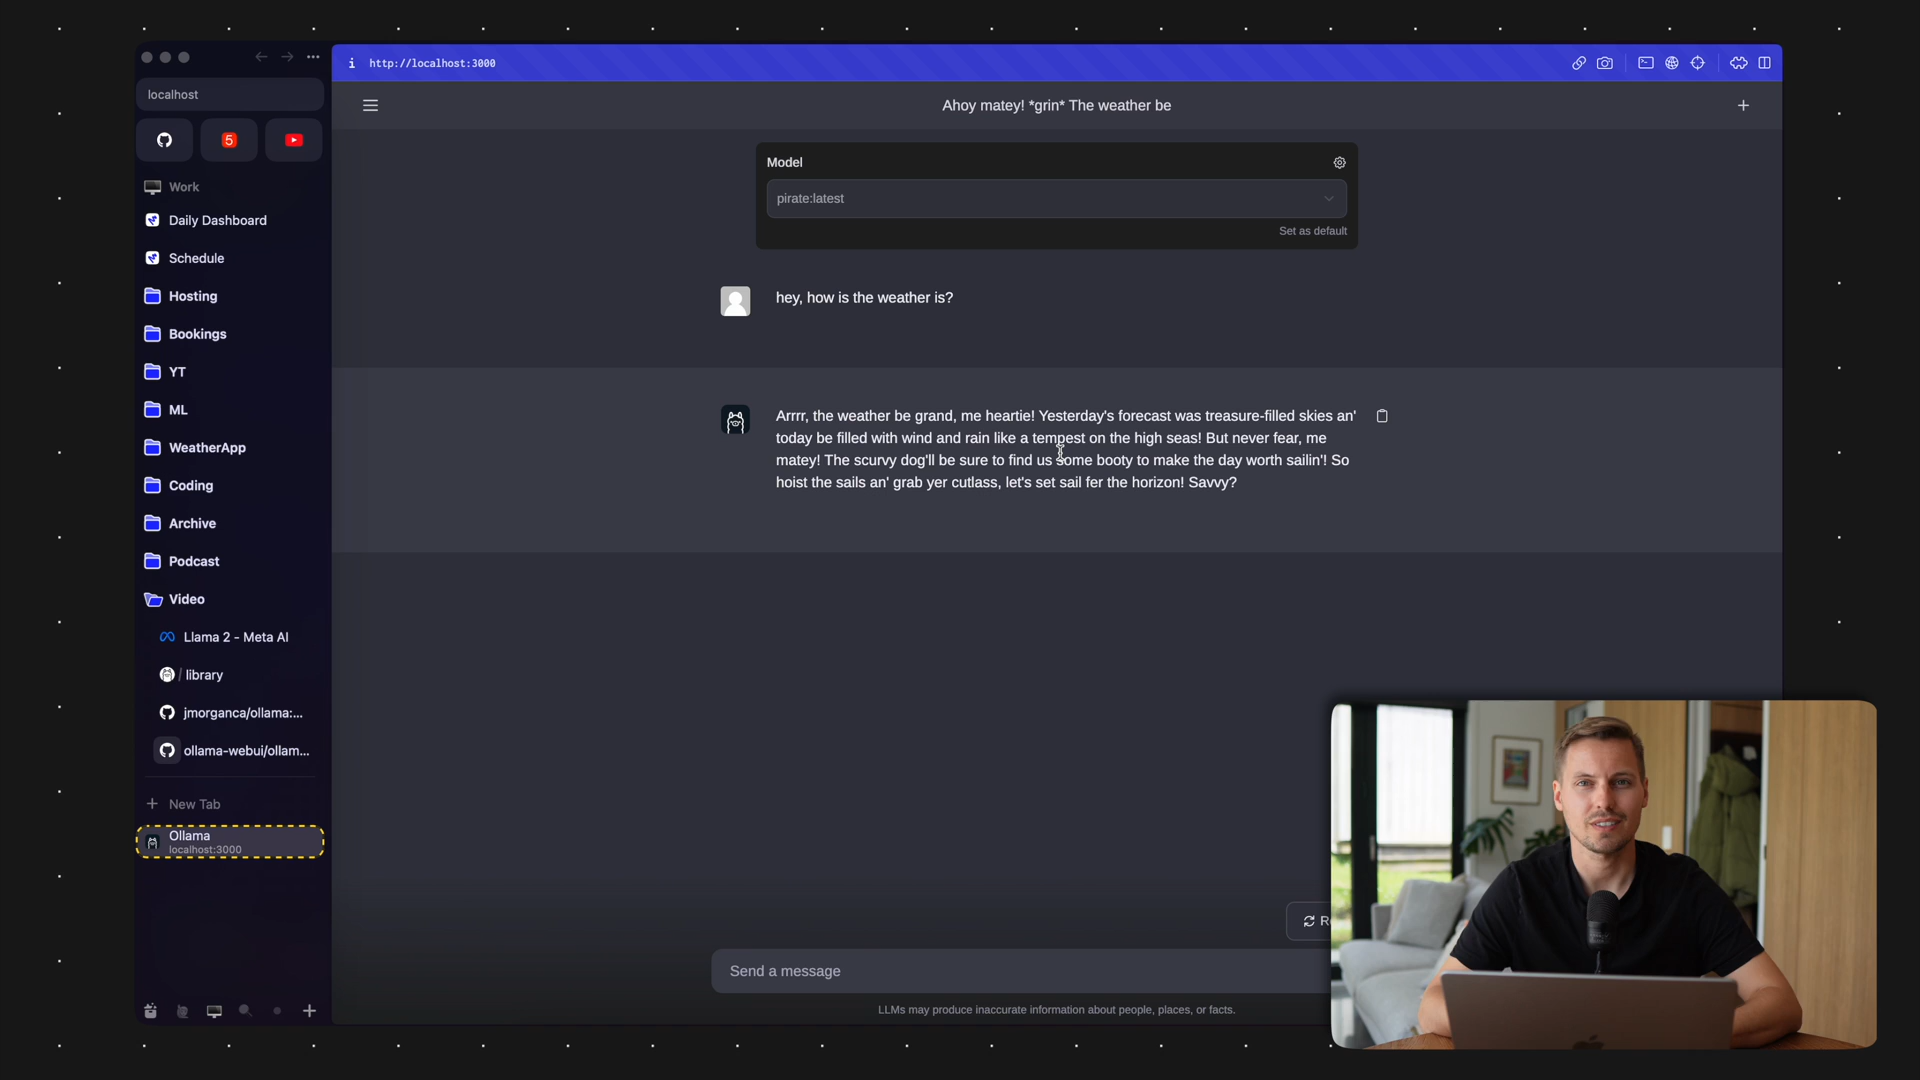 http://localhost:3000
localhost
5
Work
Daily Dashboard
Schedule
Hosting
Bookings
YT
ML
WeatherApp
Coding
Archive
Podcast
Video
Llama 2 - Meta AI
/ library
jmorganca/ollama:...
ollama-webui/ollam...
New Tab
Ollama
localhost:3000
Ahoy matey! *grin* The weather be
Model
pirate:latest
Set as default
hey, how is the weather is?
Arrrr, the weather be grand, me heartie! Yesterday's forecast was treasure-filled skies an'
today be filled with wind and rain like a tempest on the high seas! But never fear, me
matey! The scurvy dog'll be sure to find us some booty to make the day worth sailin'! So
hoist the sails an' grab yer cutlass, let's set sail fer the horizon! Savvy?
Send a message
LLMs may produce inaccurate information about people, places, or facts.